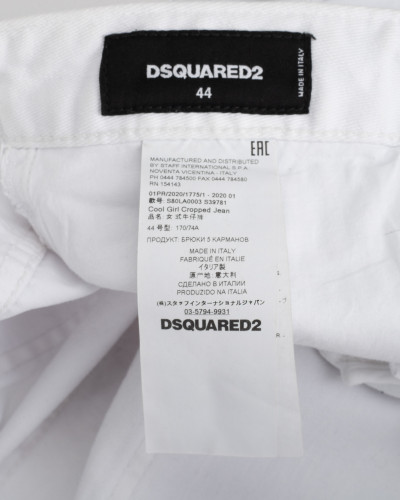 DSQUARED2
44
MADE IN ITALY
EAC
MANUFACTURED AND DISTRIBUTED
BY STAFF INTERNATIONAL S.P.A.
NOVENTA VICENTINA - ITALY
PH 0444 784500 FAX 0444 784580
RN 154143
01PR/2020/1775/1 - 2020 01
款号: S80LA0003 S39781
Cool Girl Cropped Jean
品名: 女式牛仔裤
44 号型: 170/74A
ПРОДУКТ: БРЮКИ 5 КАРМАНОВ
MADE IN ITALY
FABRIQUÉ EN ITALIE
イタリア製
原产地: 意大利
СДЕЛАНО В ИТАЛИИ
PRODUZIDO NA ITALIA
(株)スタッフインターナショナルジャパン
03-5794-9931
DSQUARED2